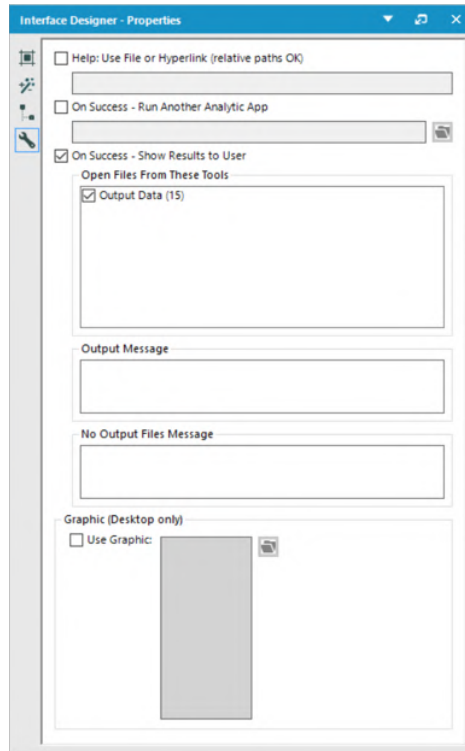 Interface Designer - Properties
Help: Use File or Hyperlink (relative paths OK)
On Success - Run Another Analytic App
On Success - Show Results to User
Open Files From These Tools
Output Data (15)
Output Message
No Output Files Message
Graphic (Desktop only)
Use Graphic: